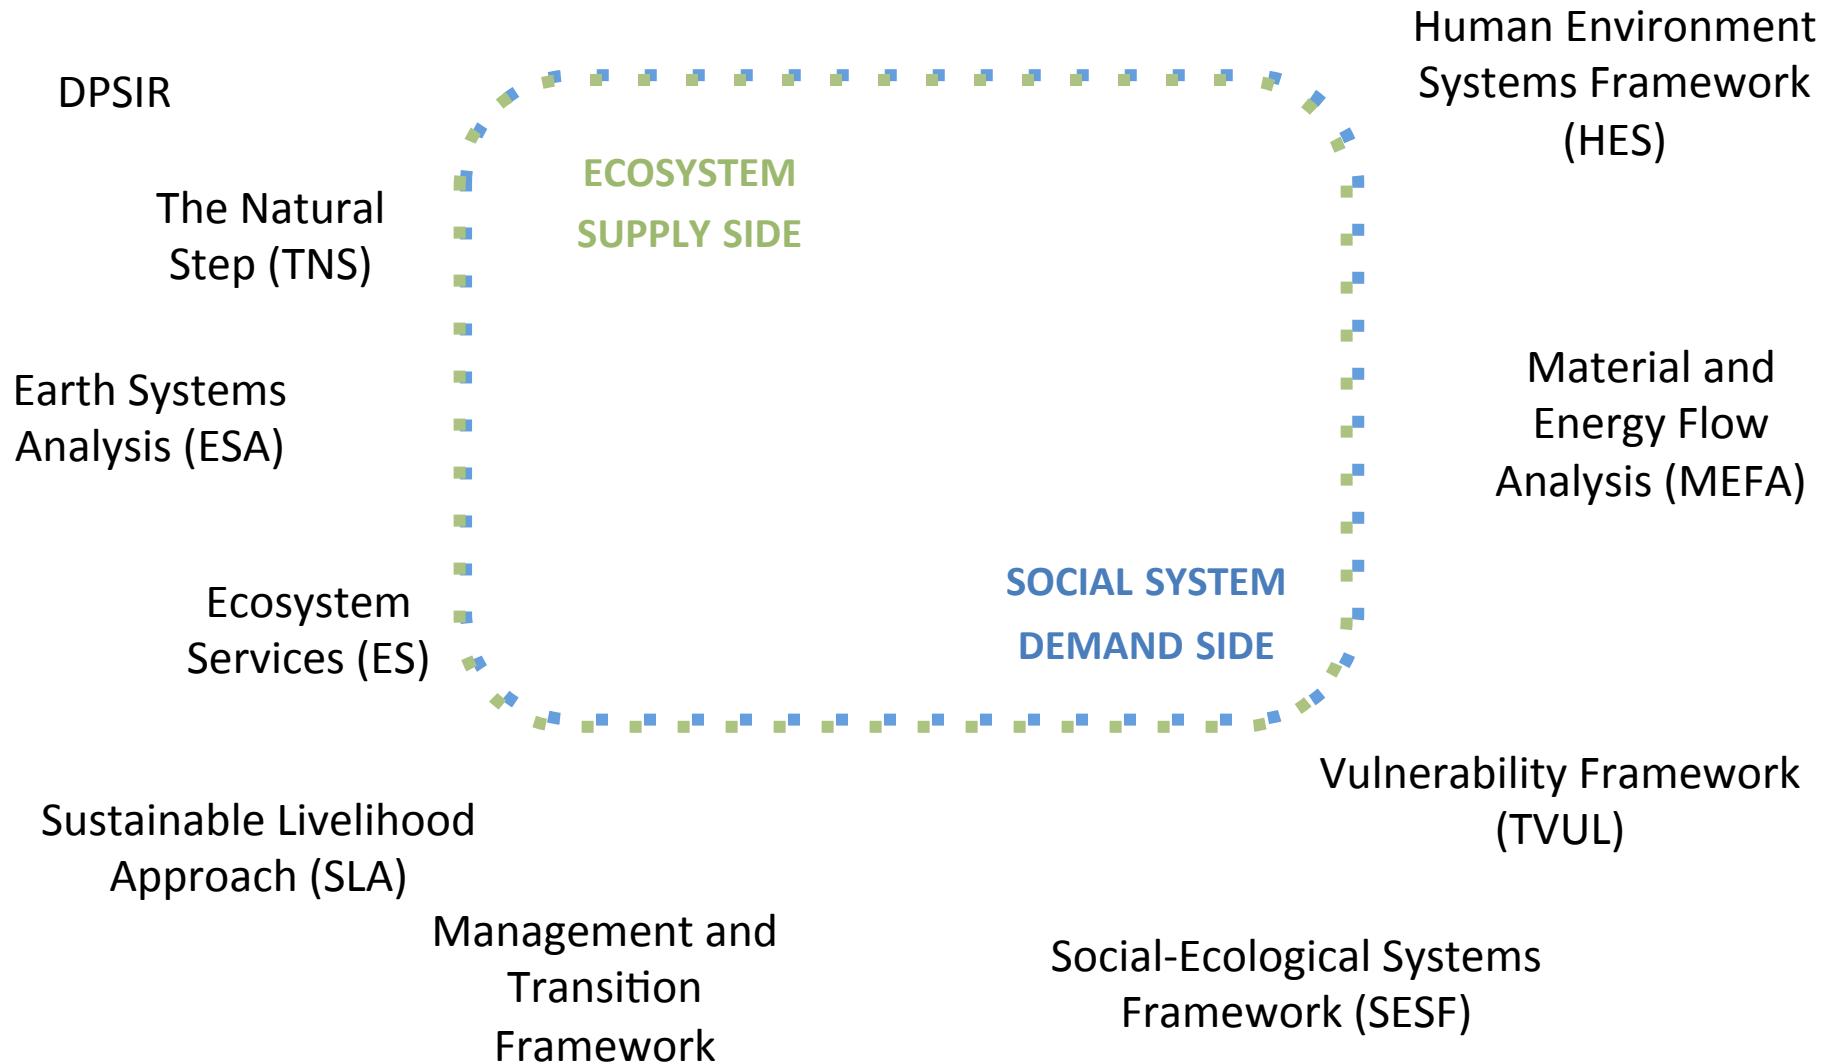 DPSIR
The Natural
Step (TNS)
Earth Systems
Analysis (ESA)
Ecosystem
Services (ES)
Sustainable Livelihood
Approach (SLA)
Management and
Transition
Framework
ECOSYSTEM
SUPPLY SIDE
SOCIAL SYSTEM
DEMAND SIDE
Human Environment
Systems Framework
(HES)
Material and
Energy Flow
Analysis (MEFA)
Vulnerability Framework
(TVUL)
Social-Ecological Systems
Framework (SESF)